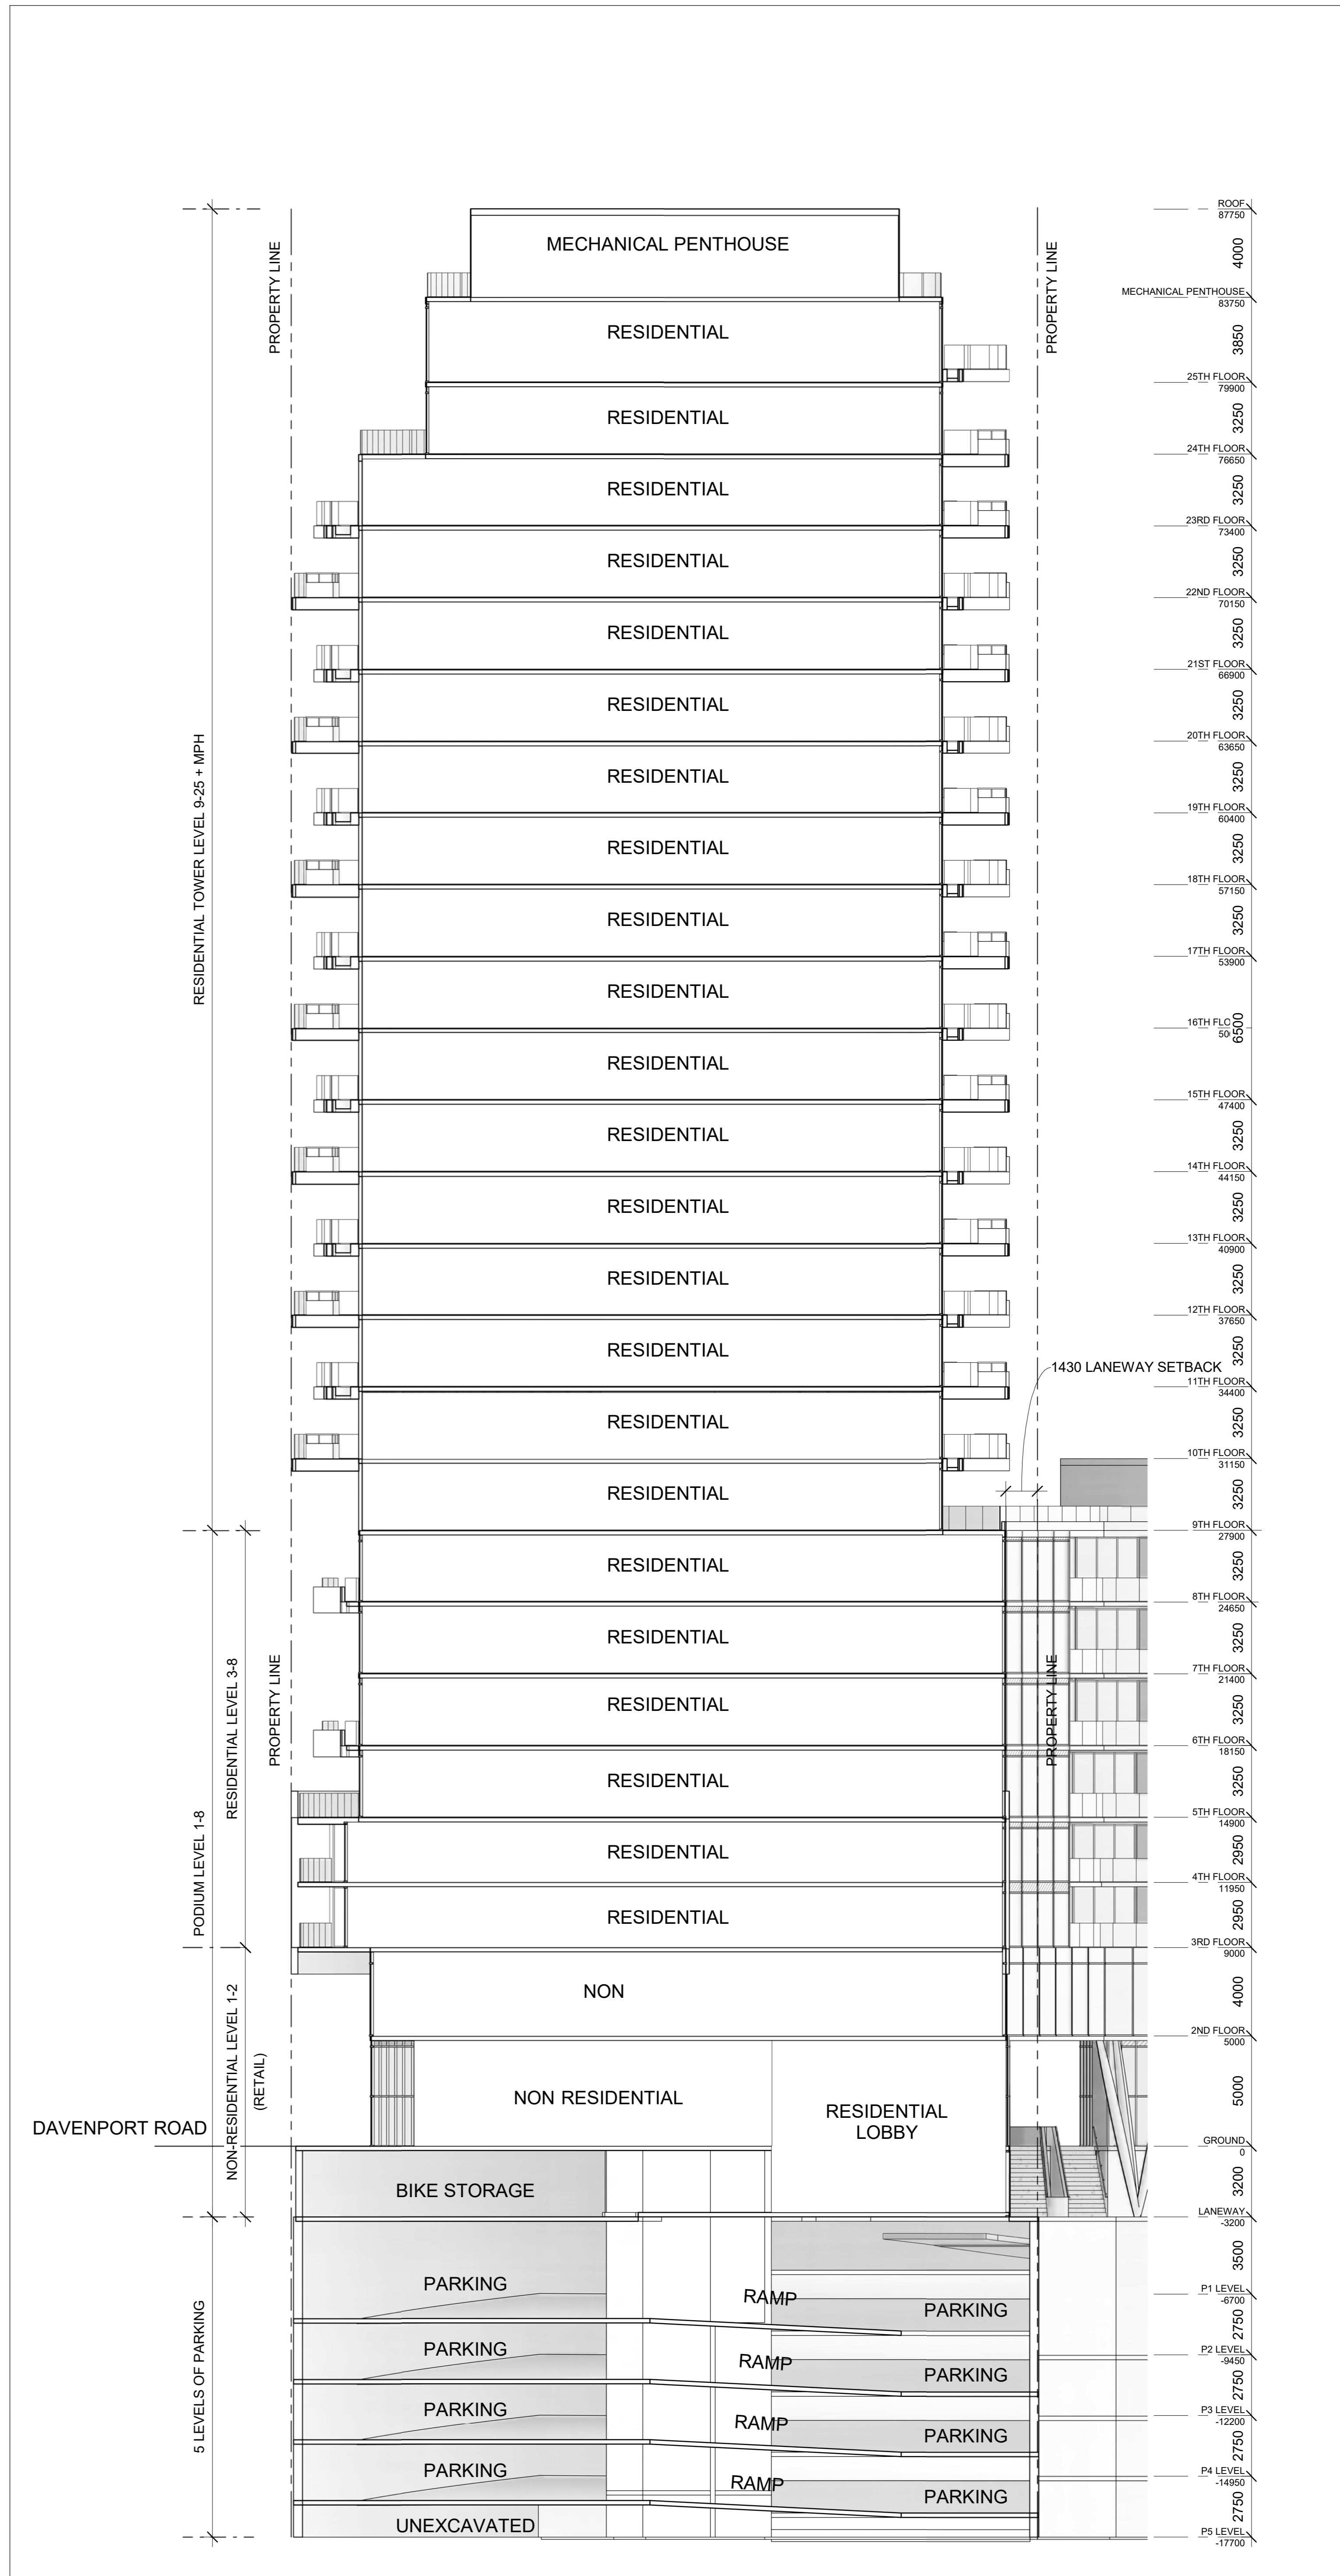 ROOF
87750
4000
MECHANICAL PENTHOUSE
PROPERTY LINE
PROPERTY LINE
MECHANICAL PENTHOUSE
83750
3850
RESIDENTIAL
25TH FLOOR
79900
3250
RESIDENTIAL
24TH FLOOR
76650
3250
RESIDENTIAL
23RD FLOOR
73400
3250
RESIDENTIAL
22ND FLOOR
70150
3250
RESIDENTIAL
21ST FLOOR
66900
3250
RESIDENTIAL
20TH FLOOR
63650
3250
RESIDENTIAL
RESIDENTIAL TOWER LEVEL 9-25 + MPH
19TH FLOOR
60400
3250
RESIDENTIAL
18TH FLOOR
57150
3250
RESIDENTIAL
17TH FLOOR
53900
RESIDENTIAL
16TH FLO
50
6500
RESIDENTIAL
15TH FLOOR
47400
3250
RESIDENTIAL
14TH FLOOR
44150
3250
RESIDENTIAL
13TH FLOOR
40900
3250
RESIDENTIAL
12TH FLOOR
37650
3250
RESIDENTIAL
1430 LANEWAY SETBACK
11TH FLOOR
34400
3250
RESIDENTIAL
10TH FLOOR
31150
3250
RESIDENTIAL
9TH FLOOR
27900
3250
RESIDENTIAL
8TH FLOOR
24650
3250
RESIDENTIAL
7TH FLOOR
21400
3250
RESIDENTIAL
RESIDENTIAL LEVEL 3-8
PROPERTY LINE
PROPERTY LINE
6TH FLOOR
18150
3250
RESIDENTIAL
5TH FLOOR
14900
2950
RESIDENTIAL
PODIUM LEVEL 1-8
4TH FLOOR
11950
2950
RESIDENTIAL
3RD FLOOR
9000
4000
NON
2ND FLOOR
5000
5000
NON-RESIDENTIAL LEVEL 1-2
(RETAIL)
NON RESIDENTIAL
RESIDENTIAL
LOBBY
DAVENPORT ROAD
GROUND
0
3200
BIKE STORAGE
LANEWAY
-3200
3500
PARKING
RAMP
PARKING
P1 LEVEL
-6700
2750
PARKING
RAMP
PARKING
P2 LEVEL
-9450
2750
5 LEVELS OF PARKING
PARKING
RAMP
PARKING
P3 LEVEL
-12200
2750
PARKING
RAMP
PARKING
P4 LEVEL
-14950
2750
UNEXCAVATED
P5 LEVEL
-17700